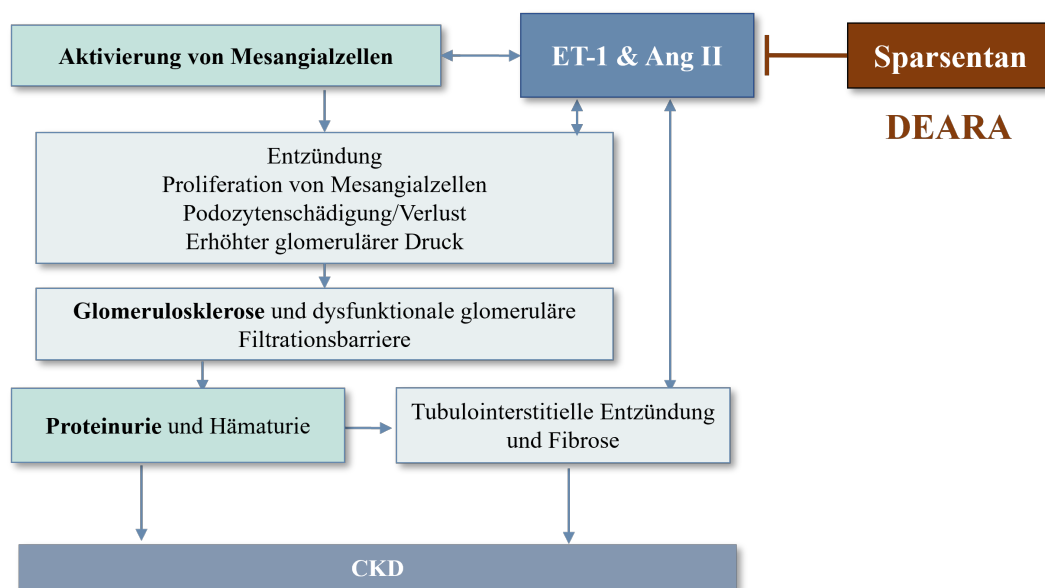 Aktivierung von Mesangialzellen
ET-1 & Ang II
Sparsentan
DEARA
Entzündung
Proliferation von Mesangialzellen
Podozytenschädigung/Verlust
Erhöhter glomerulärer Druck
Glomerulosklerose und dysfunktionale glomeruläre
Filtrationsbarriere
Proteinurie und Hämaturie
Tubulointerstitielle Entzündung
und Fibrose
CKD